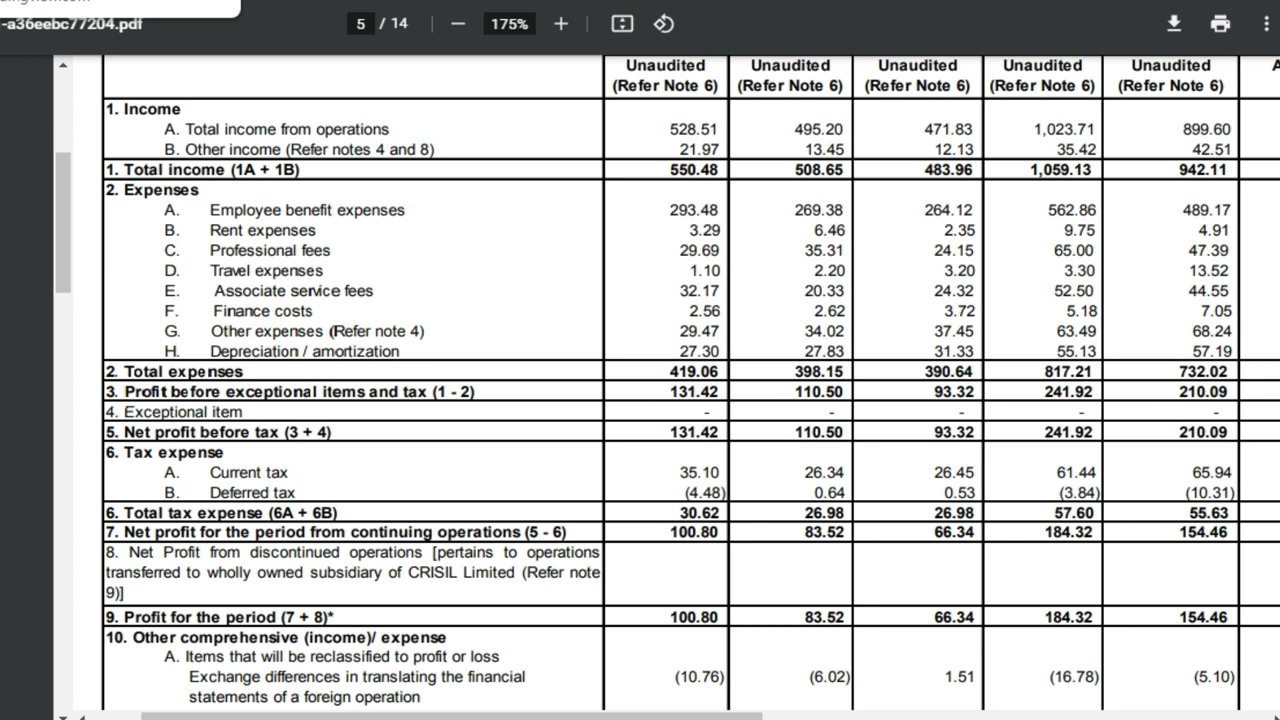 -a36eebc77204.pdf 5 / 14 175%
Unaudited Unaudited Unaudited Unaudited Unaudited A
(Refer Note 6) (Refer Note 6) (Refer Note 6) (Refer Note 6) (Refer Note 6)
1. Income
A. Total income from operations 528.51 495.20 471.83 1,023.71 899.60
B. Other income (Refer notes 4 and 8) 21.97 13.45 12.13 35.42 42.51
1. Total income (1A + 1B) 550.48 508.65 483.96 1,059.13 942.11
2. Expenses
A. Employee benefit expenses 293.48 269.38 264.12 562.86 489.17
B. Rent expenses 3.29 6.46 2.35 9.75 4.91
C. Professional fees 29.69 35.31 24.15 65.00 47.39
D. Travel expenses 1.10 2.20 3.20 3.30 13.52
E. Associate service fees 32.17 20.33 24.32 52.50 44.55
F. Finance costs 2.56 2.62 3.72 5.18 7.05
G. Other expenses (Refer note 4) 29.47 34.02 37.45 63.49 68.24
H. Depreciation / amortization 27.30 27.83 31.33 55.13 57.19
2. Total expenses 419.06 398.15 390.64 817.21 732.02
3. Profit before exceptional items and tax (1 - 2) 131.42 110.50 93.32 241.92 210.09
4. Exceptional item - - - - -
5. Net profit before tax (3 + 4) 131.42 110.50 93.32 241.92 210.09
6. Tax expense
A. Current tax 35.10 26.34 26.45 61.44 65.94
B. Deferred tax (4.48) 0.64 0.53 (3.84) (10.31)
6. Total tax expense (6A + 6B) 30.62 26.98 26.98 57.60 55.63
7. Net profit for the period from continuing operations (5 - 6) 100.80 83.52 66.34 184.32 154.46
8. Net Profit from discontinued operations [pertains to operations
transferred to wholly owned subsidiary of CRISIL Limited (Refer note
9)]
9. Profit for the period (7 + 8)* 100.80 83.52 66.34 184.32 154.46
10. Other comprehensive (income)/ expense
A. Items that will be reclassified to profit or loss
Exchange differences in translating the financial (10.76) (6.02) 1.51 (16.78) (5.10)
statements of a foreign operation